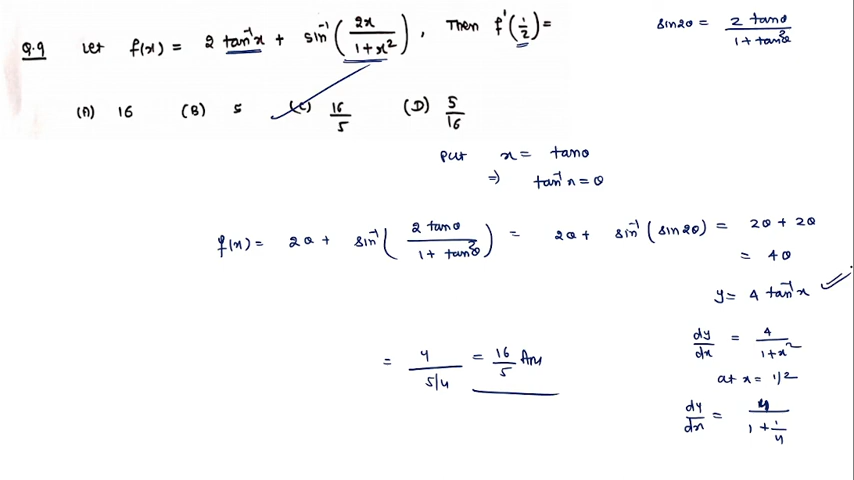 Q.9 Let f(x) = 2 tan⁻¹x + sin⁻¹(2x/(1+x²)), Then f'(1/2) =
(A) 16 (B) 5 (C) 16/5 (D) 5/16
sin2θ = 2 tanθ/(1 + tan²θ)
put x = tanθ
⇒ tan⁻¹x = θ
f(x) = 2θ + sin⁻¹(2 tanθ/(1 + tan²θ)) = 2θ + sin⁻¹(sin2θ) = 2θ + 2θ
= 4θ
y = 4 tan⁻¹x
dy/dx = 4/(1+x²)
at x = 1/2
dy/dx = 4/(1 + 1/4)
= 4/(5/4) = 16/5 Ans